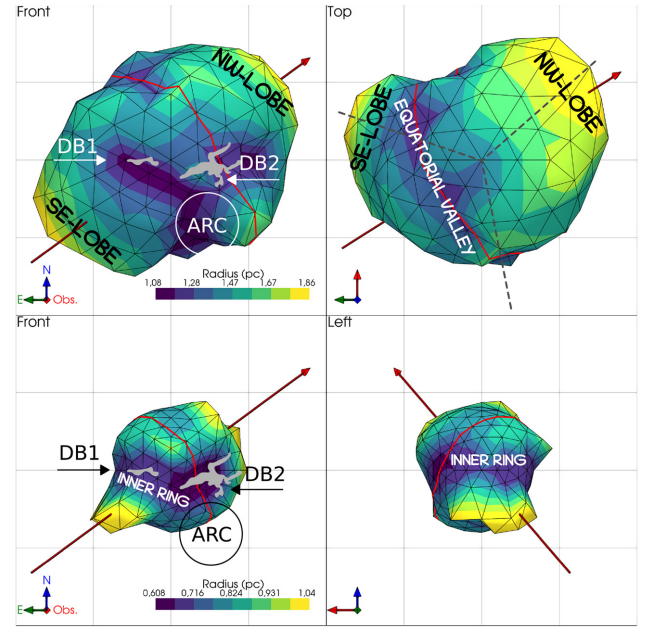 Front
NW-LOBE
DB1
DB2
SE-LOBE
ARC
Radius (pc)
1,08 1,28 1,47 1,67 1,86
N
E Obs.
Top
NW-LOBE
SE-LOBE
EQUATORIAL VALLEY
Front
DB1
INNER RING
DB2
ARC
Radius (pc)
0,608 0,716 0,824 0,931 1,04
N
E Obs.
Left
INNER RING